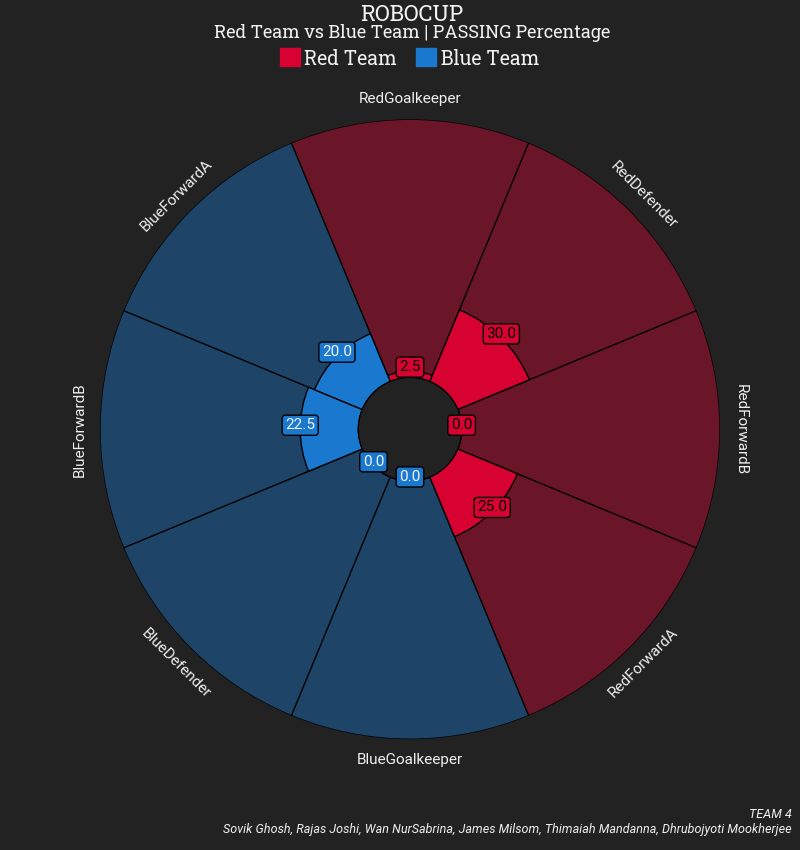 ROBOCUP
Red Team vs Blue Team | PASSING Percentage
Red Team
Blue Team
RedGoalkeeper
BlueForwardA
RedDefender
30.0
20.0
2.5
BlueForwardB
RedForwardB
22.5
0.0
0.0
0.0
25.0
BlueDefender
RedForwardA
BlueGoalkeeper
TEAM 4
Sovik Ghosh, Rajas Joshi, Wan NurSabrina, James Milsom, Thimaiah Mandanna, Dhrubojyoti Mookherjee